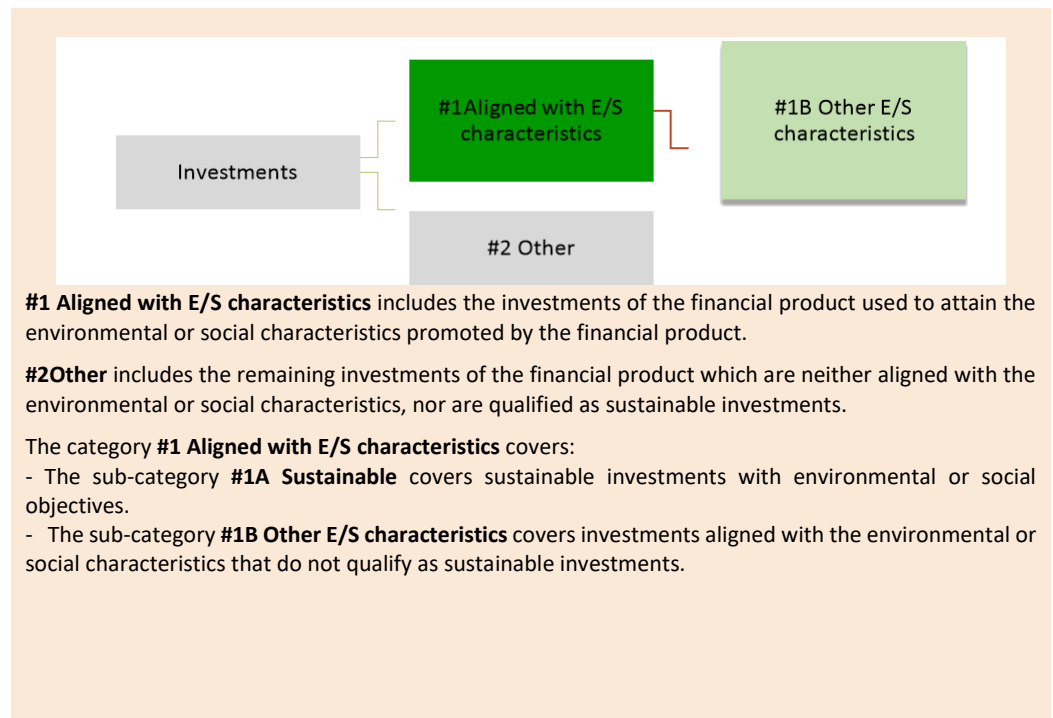 #1Aligned with E/S
characteristics
#1B Other E/S
characteristics
Investments
#2 Other
#1 Aligned with E/S characteristics includes the investments of the financial product used to attain the
environmental or social characteristics promoted by the financial product.
#2Other includes the remaining investments of the financial product which are neither aligned with the
environmental or social characteristics, nor are qualified as sustainable investments.
The category #1 Aligned with E/S characteristics covers:
- The sub-category #1A Sustainable covers sustainable investments with environmental or social
objectives.
- The sub-category #1B Other E/S characteristics covers investments aligned with the environmental or
social characteristics that do not qualify as sustainable investments.